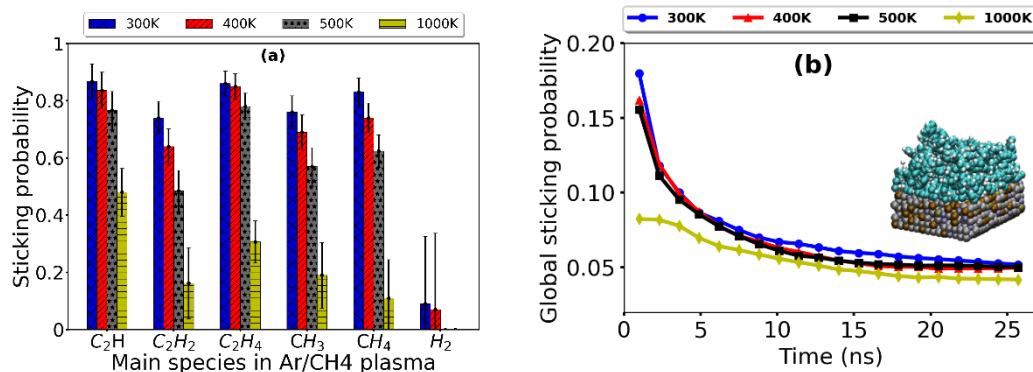 300K 400K 500K 1000K
(a)
Sticking probability
1
0.8
0.6
0.4
0.2
0
C₂H C₂H₂ C₂H₄ CH₃ CH₄ H₂
Main species in Ar/CH4 plasma
300K 400K 500K 1000K
(b)
Global sticking probability
0.20
0.15
0.10
0.05
0 5 10 15 20 25
Time (ns)